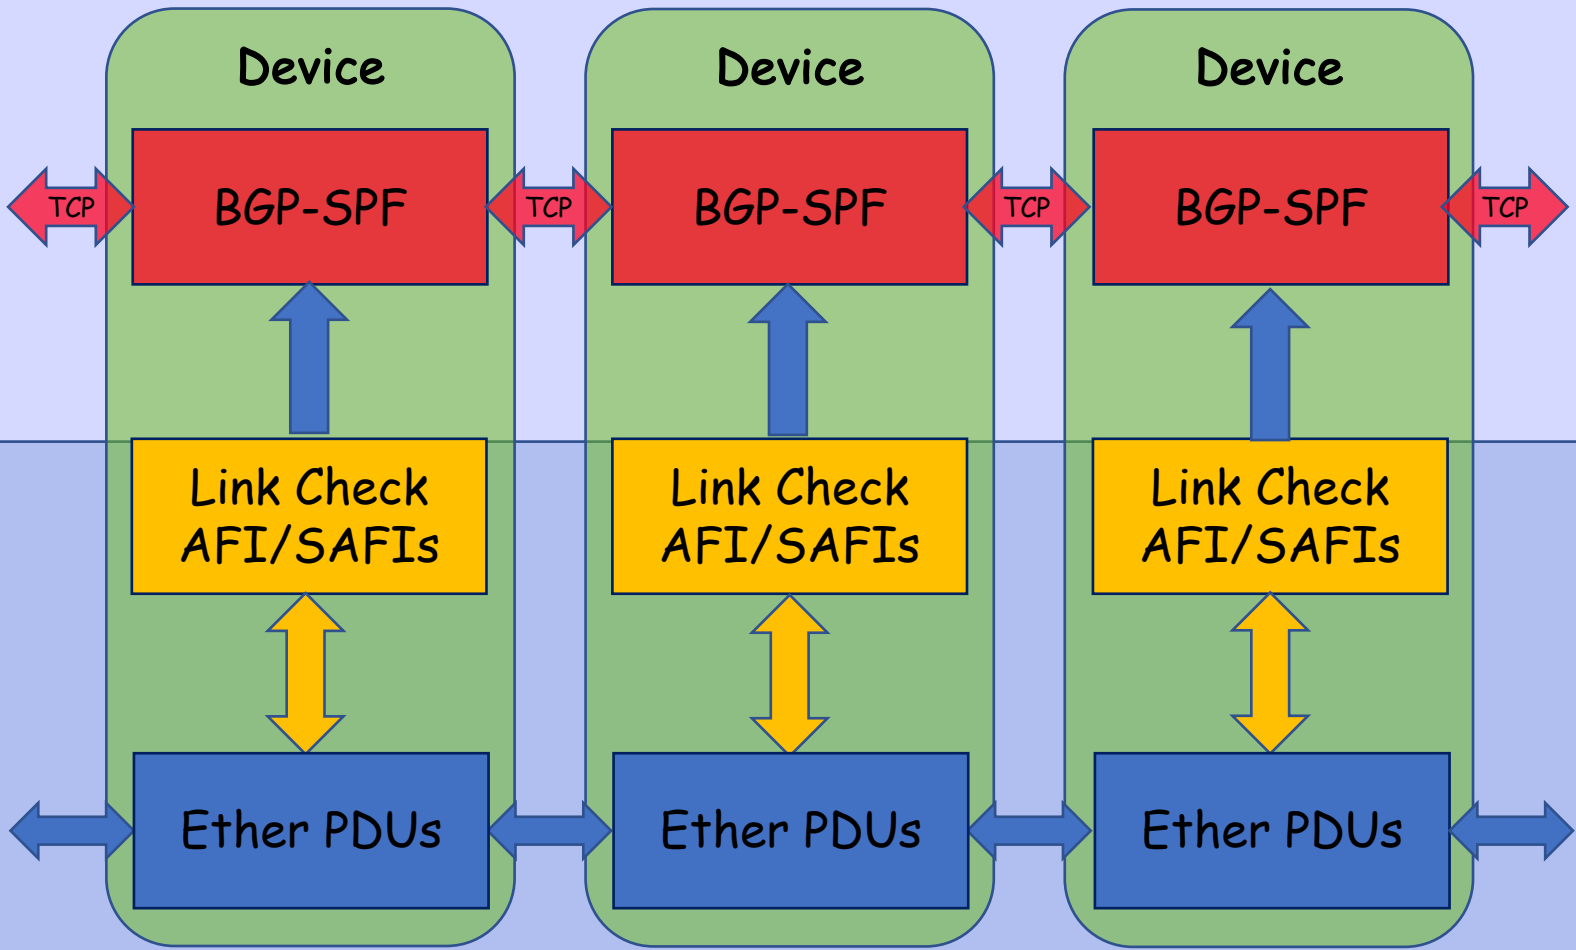 Device
Device
Device
TCP
BGP-SPF
TCP
BGP-SPF
TCP
BGP-SPF
TCP
Link Check
AFI/SAFIs
Link Check
AFI/SAFIs
Link Check
AFI/SAFIs
Ether PDUs
Ether PDUs
Ether PDUs